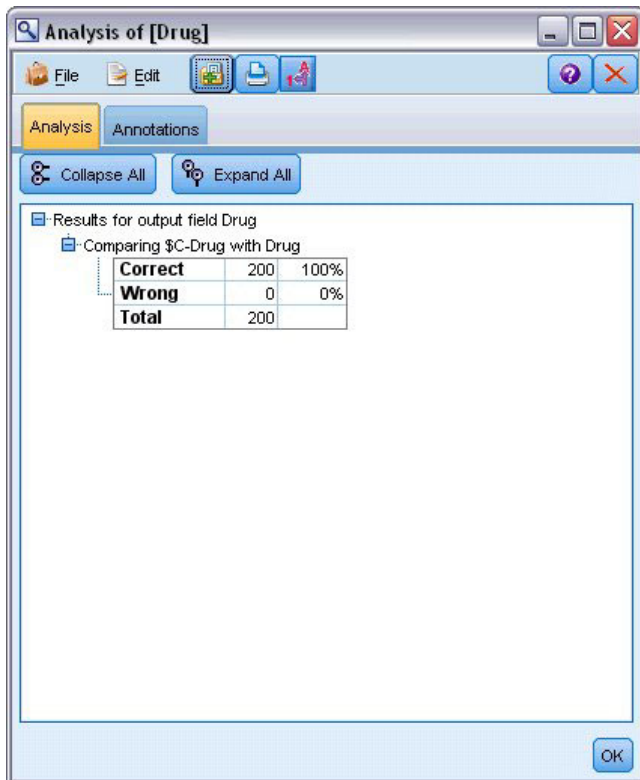 Analysis of [Drug]
File Edit
Analysis Annotations
Collapse All Expand All
Results for output field Drug
Comparing $C-Drug with Drug
Correct 200 100%
Wrong 0 0%
Total 200
OK